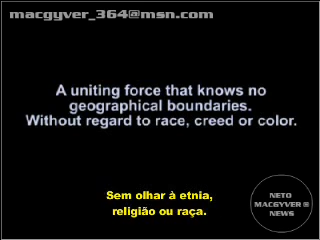 macgyver_364@msn.com
A uniting force that knows no
geographical boundaries.
Without regard to race, creed or color.
Sem olhar à etnia,
religião ou raça.
NETO
MACGYVER @
NEWS